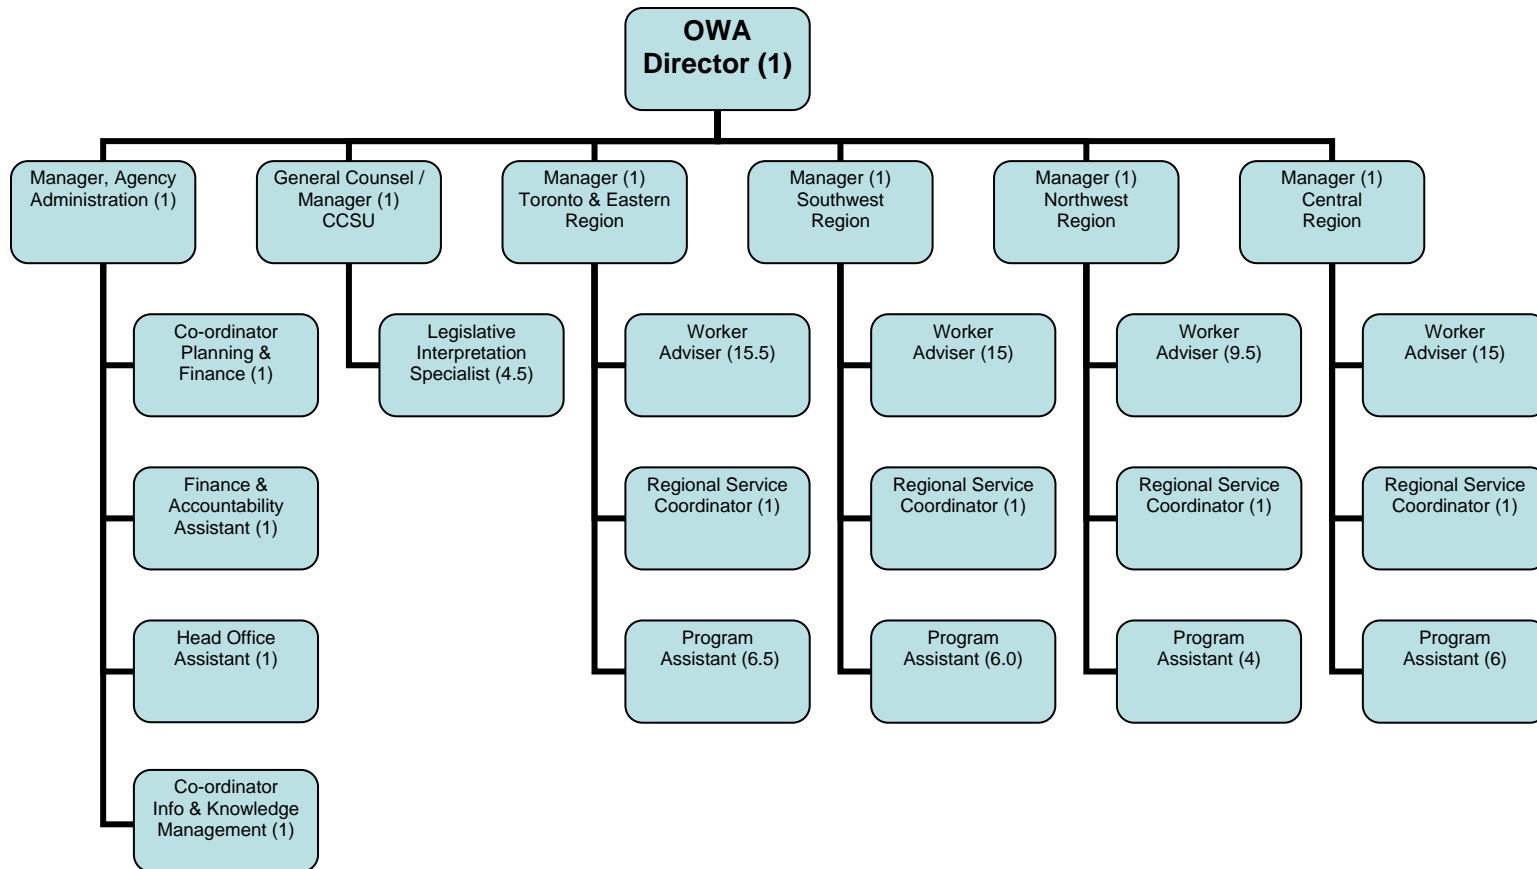 OWA
Director (1)
Manager, Agency
Administration (1)
General Counsel /
Manager (1)
CCSU
Manager (1)
Toronto & Eastern
Region
Manager (1)
Southwest
Region
Manager (1)
Northwest
Region
Manager (1)
Central
Region
Co-ordinator
Planning &
Finance (1)
Legislative
Interpretation
Specialist (4.5)
Worker
Adviser (15.5)
Worker
Adviser (15)
Worker
Adviser (9.5)
Worker
Adviser (15)
Finance &
Accountability
Assistant (1)
Regional Service
Coordinator (1)
Regional Service
Coordinator (1)
Regional Service
Coordinator (1)
Regional Service
Coordinator (1)
Head Office
Assistant (1)
Program
Assistant (6.5)
Program
Assistant (6.0)
Program
Assistant (4)
Program
Assistant (6)
Co-ordinator
Info & Knowledge
Management (1)